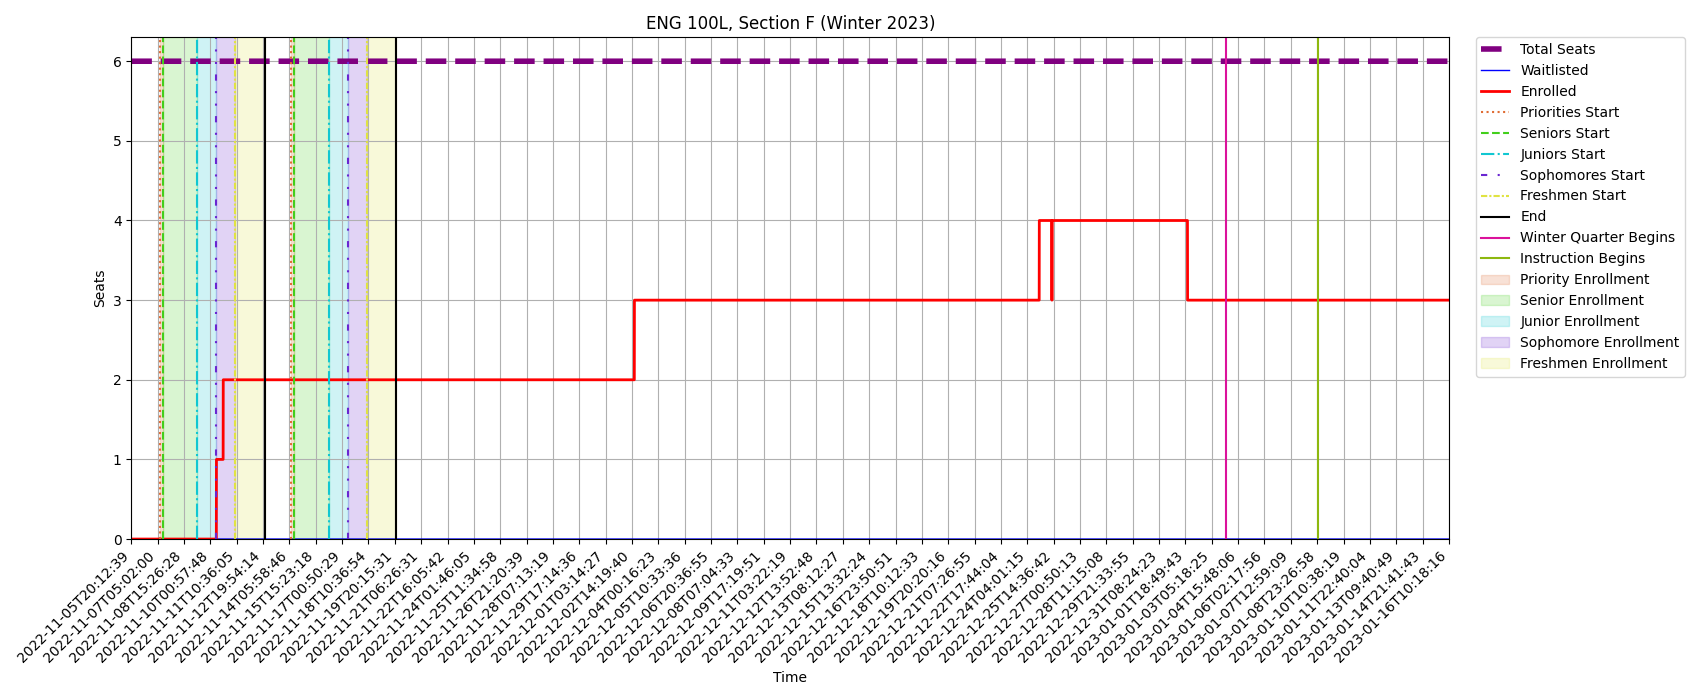 ENG 100L, Section F (Winter 2023)
Seats
6
5
4
3
2
1
0
2022-11-05T20:12:39
2022-11-07T05:02:00
2022-11-08T15:26:28
2022-11-10T00:57:48
2022-11-11T10:36:05
2022-11-12T19:54:14
2022-11-14T05:58:46
2022-11-15T15:23:18
2022-11-17T00:50:29
2022-11-18T10:36:54
2022-11-19T20:15:31
2022-11-21T06:26:31
2022-11-22T16:05:42
2022-11-24T01:46:05
2022-11-25T11:34:58
2022-11-26T21:20:39
2022-11-28T07:13:19
2022-11-29T17:14:36
2022-12-01T03:14:27
2022-12-02T14:19:40
2022-12-04T00:16:23
2022-12-05T10:33:36
2022-12-06T20:36:55
2022-12-08T07:04:33
2022-12-09T17:19:51
2022-12-11T03:22:19
2022-12-12T13:52:48
2022-12-13T08:12:27
2022-12-15T13:32:24
2022-12-16T23:50:51
2022-12-18T10:12:33
2022-12-19T20:20:16
2022-12-21T07:26:55
2022-12-22T17:44:04
2022-12-24T04:01:15
2022-12-25T14:36:42
2022-12-27T00:50:13
2022-12-28T11:15:08
2022-12-29T21:33:55
2022-12-31T08:24:23
2023-01-01T18:49:43
2023-01-03T05:18:25
2023-01-04T15:48:06
2023-01-06T02:17:56
2023-01-07T12:59:09
2023-01-08T23:26:58
2023-01-10T10:38:19
2023-01-11T22:40:04
2023-01-13T09:40:49
2023-01-14T21:41:43
2023-01-16T10:18:16
Time
Total Seats
Waitlisted
Enrolled
Priorities Start
Seniors Start
Juniors Start
Sophomores Start
Freshmen Start
End
Winter Quarter Begins
Instruction Begins
Priority Enrollment
Senior Enrollment
Junior Enrollment
Sophomore Enrollment
Freshmen Enrollment